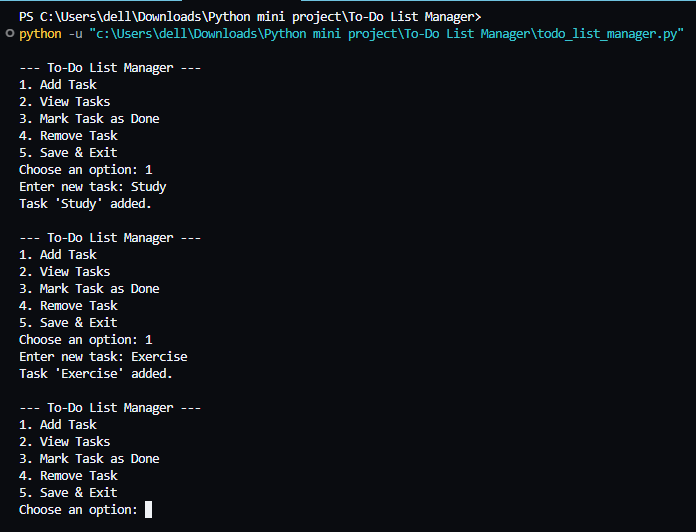 PS C:\Users\dell\Downloads\Python mini project\To-Do List Manager>
python -u "c:\Users\dell\Downloads\Python mini project\To-Do List Manager\todo_list_manager.py"
--- To-Do List Manager ---
1. Add Task
2. View Tasks
3. Mark Task as Done
4. Remove Task
5. Save & Exit
Choose an option: 1
Enter new task: Study
Task 'Study' added.
--- To-Do List Manager ---
1. Add Task
2. View Tasks
3. Mark Task as Done
4. Remove Task
5. Save & Exit
Choose an option: 1
Enter new task: Exercise
Task 'Exercise' added.
--- To-Do List Manager ---
1. Add Task
2. View Tasks
3. Mark Task as Done
4. Remove Task
5. Save & Exit
Choose an option: